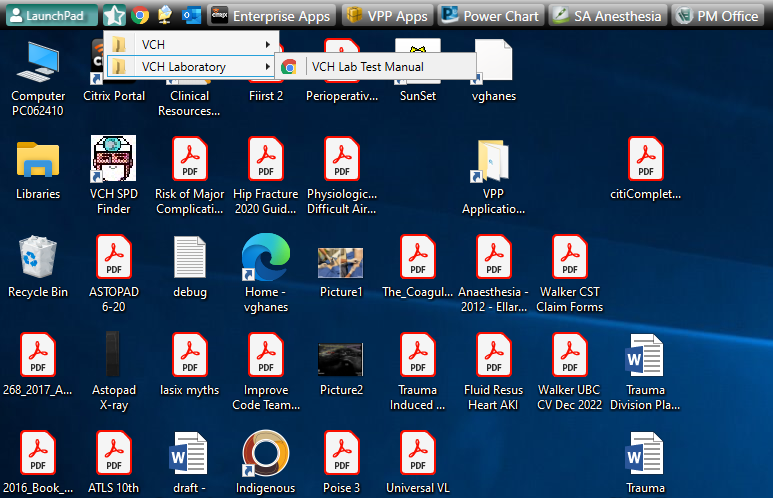 LaunchPad
Enterprise Apps
VPP Apps
Power Chart
SA Anesthesia
PM Office
VCH
VCH Laboratory
VCH Lab Test Manual
Computer
PC062410
Citrix Portal
Clinical
Resources...
Fiirst 2
Perioperativ...
SunSet
vghanes
Libraries
VCH SPD
Finder
Risk of Major
Complicati...
Hip Fracture
2020 Guid...
Physiologic...
Difficult Air...
VPP
Applicatio...
citiComplet...
Recycle Bin
ASTOPAD
6-20
debug
Home -
vghanes
Picture1
The_Coagul...
Anaesthesia -
2012 - Ellar...
Walker CST
Claim Forms
268_2017_A...
Astopad
X-ray
lasix myths
Improve
Code Team...
Picture2
Trauma
Induced ...
Fluid Resus
Heart AKI
Walker UBC
CV Dec 2022
Trauma
Division Pla...
2016_Book_...
ATLS 10th
draft -
Indigenous
Poise 3
Universal VL
Trauma